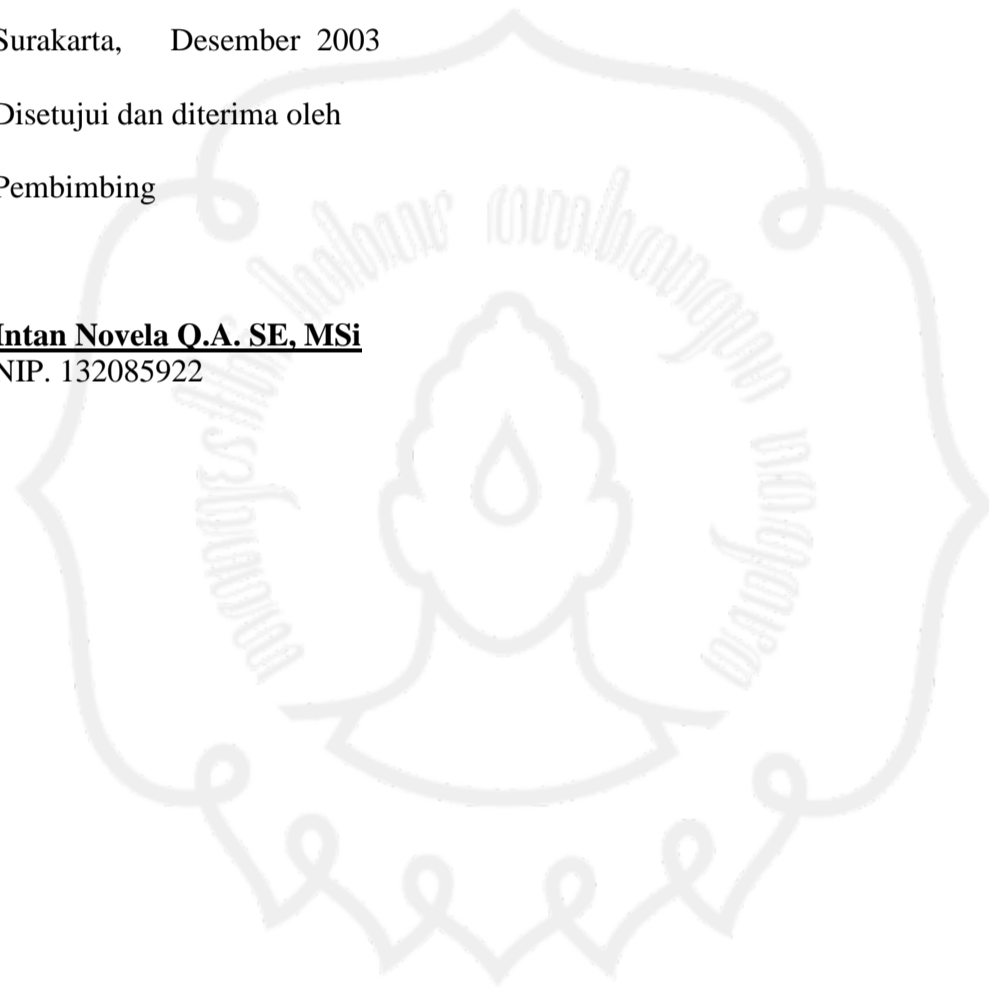 Surakarta, Desember 2003
Disetujui dan diterima oleh
Pembimbing
Intan Novela Q.A. SE, MSi
NIP. 132085922